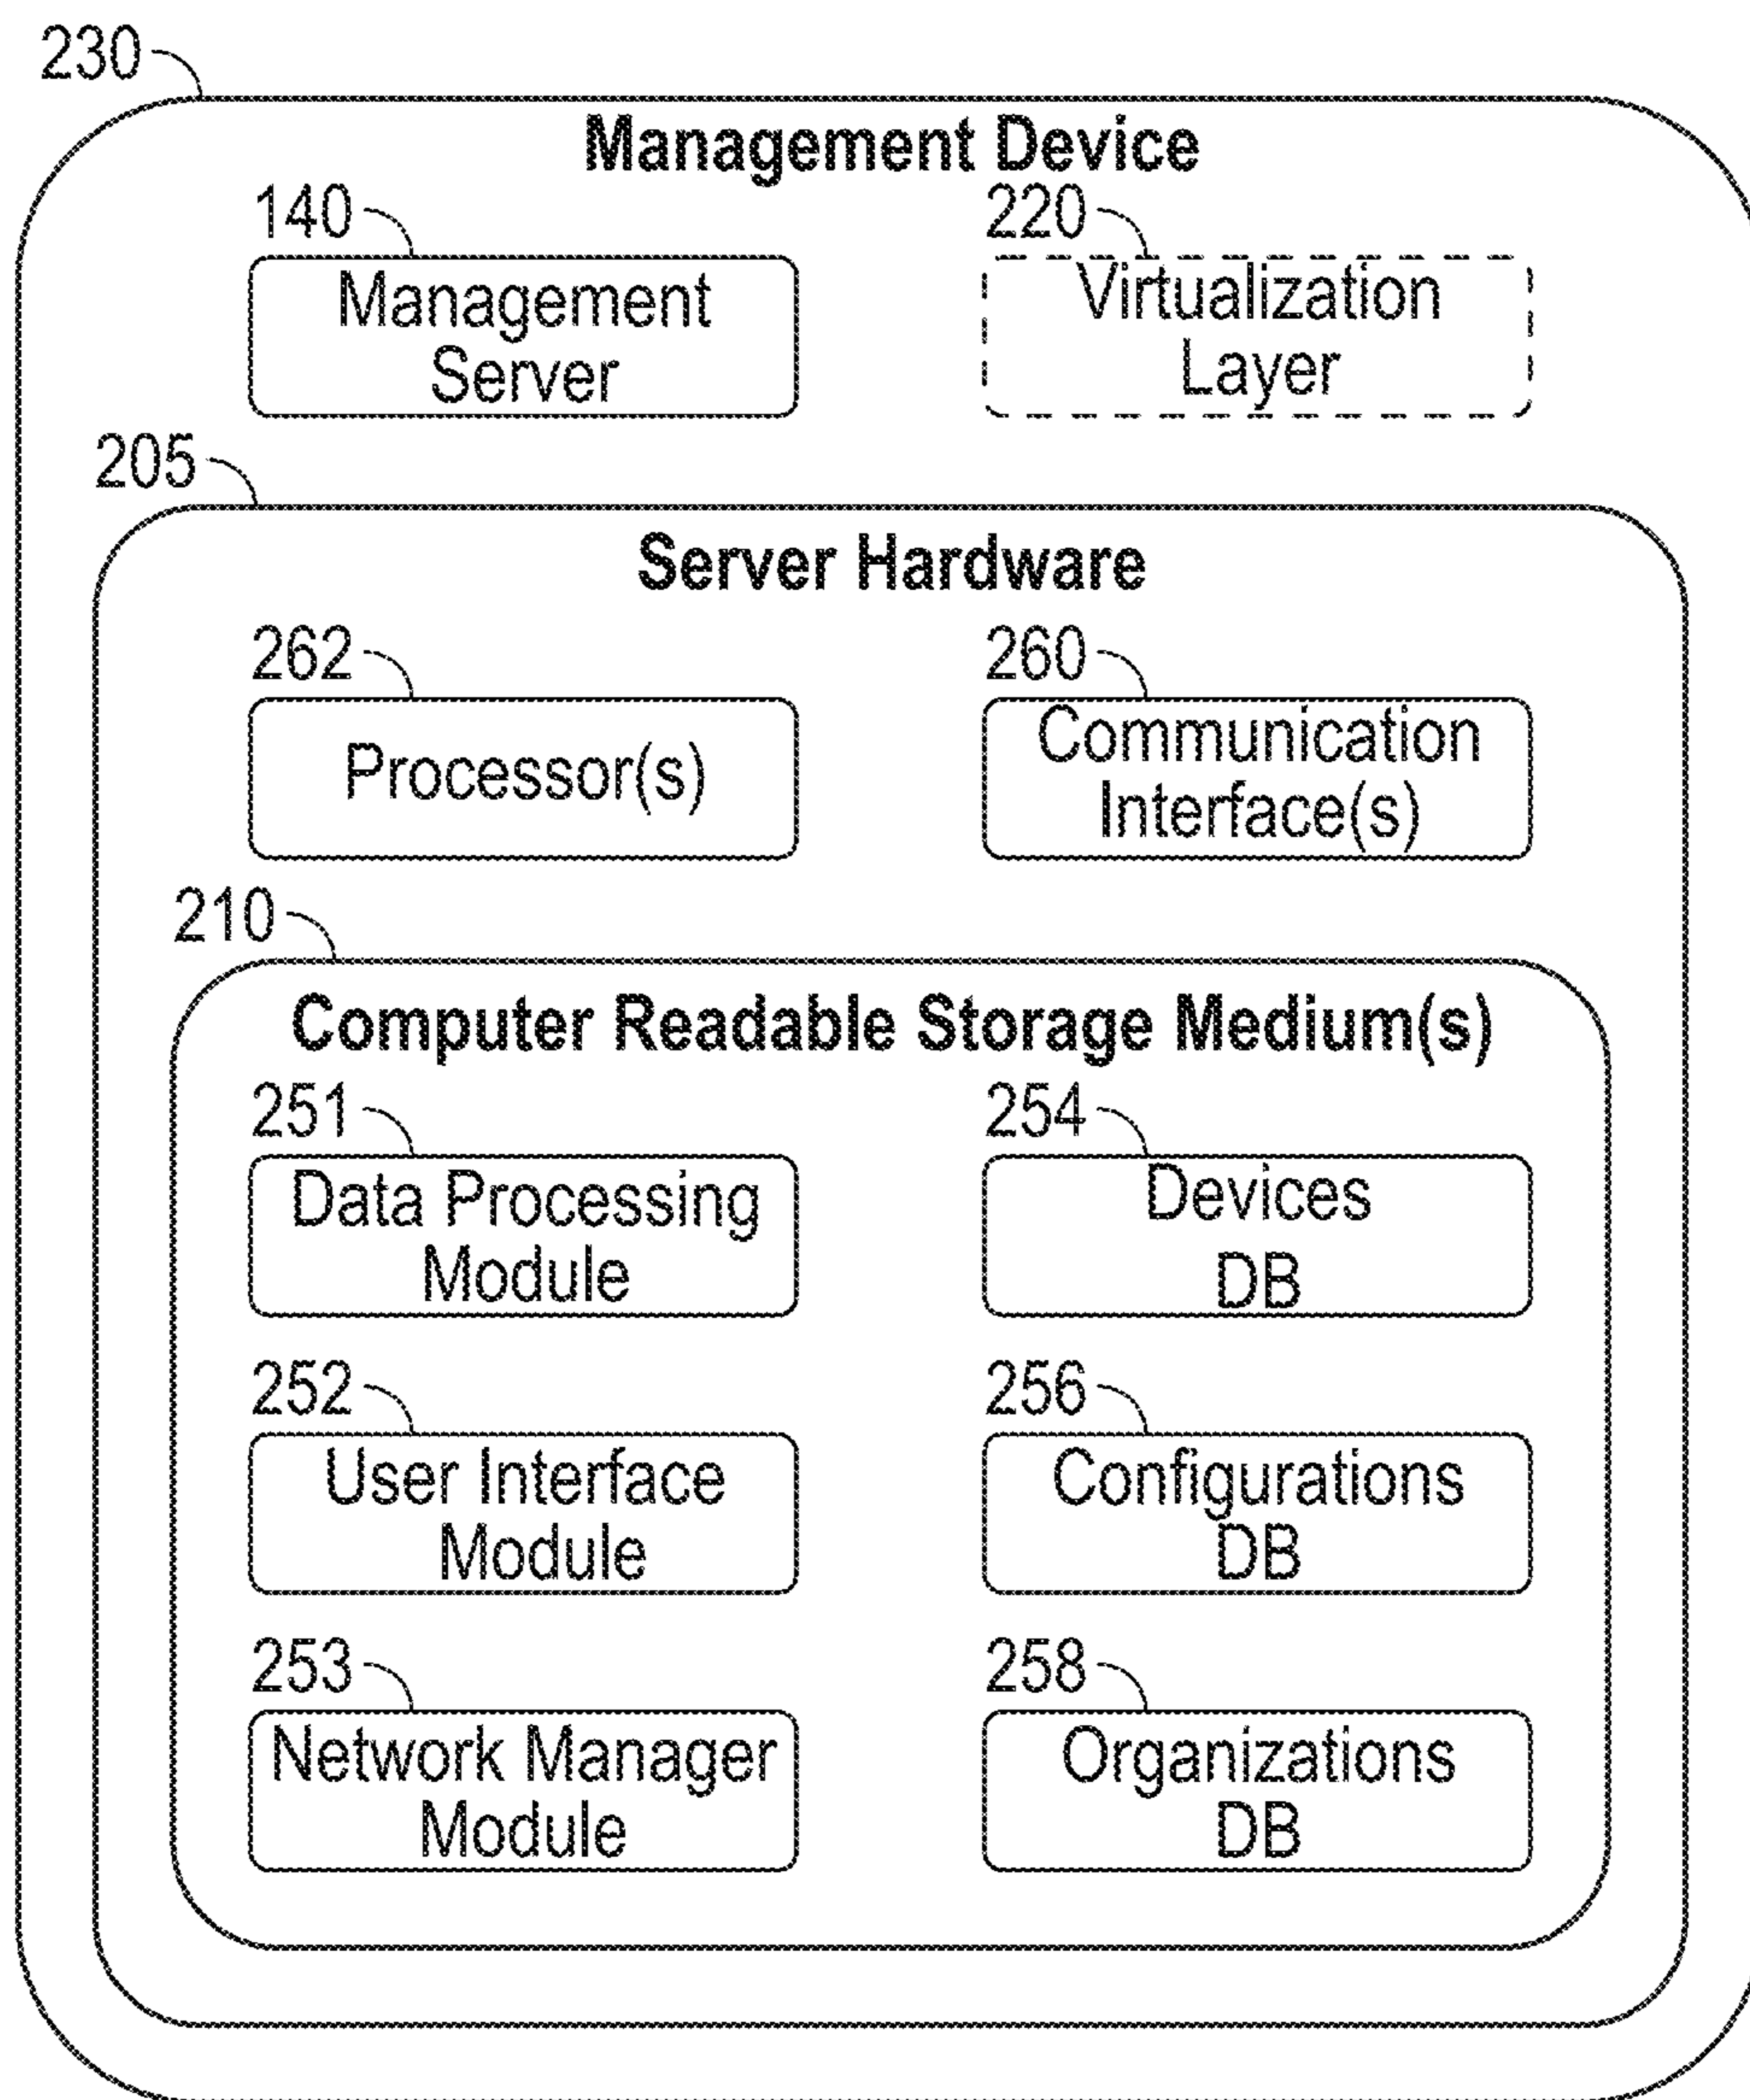 230
Management Device
140
220
Management
Server
Virtualization
Layer
205
Server Hardware
262
260
Processor(s)
Communication
Interface(s)
210
Computer Readable Storage Medium(s)
251
254
Data Processing
Module
Devices
DB
252
256
User Interface
Module
Configurations
DB
253
258
Network Manager
Module
Organizations
DB